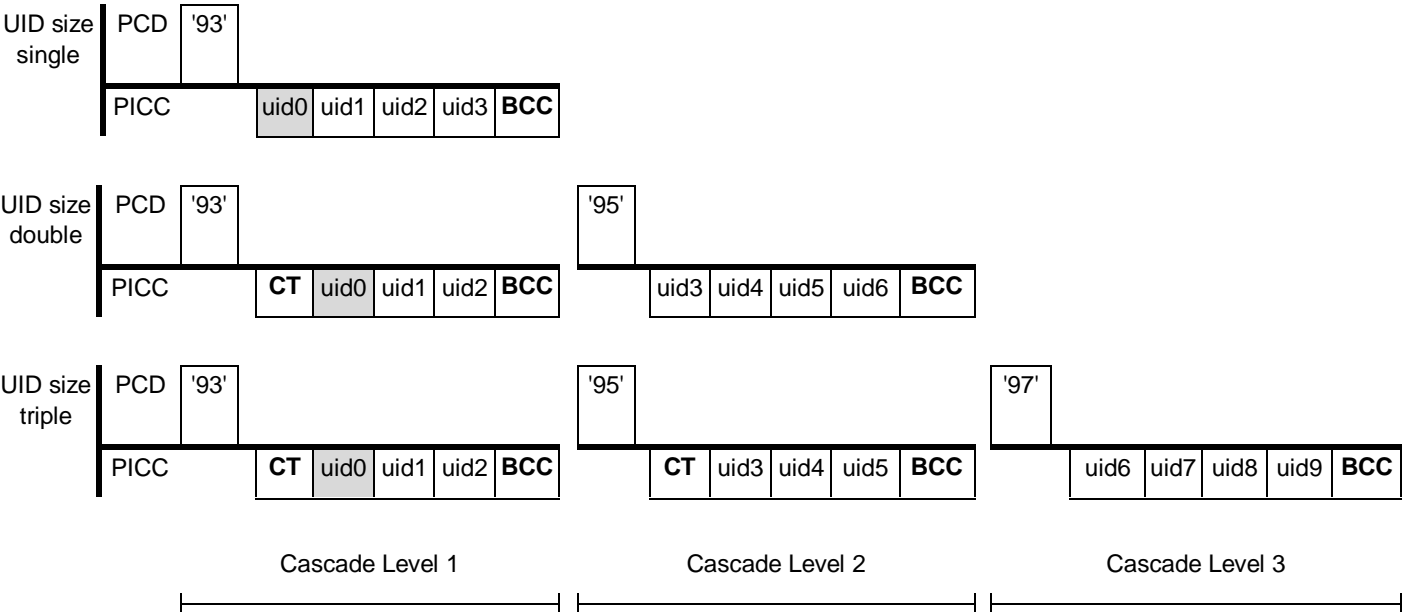 UID size single PCD '93'
PICC uid0 uid1 uid2 uid3 BCC
UID size double PCD '93' '95'
PICC CT uid0 uid1 uid2 BCC uid3 uid4 uid5 uid6 BCC
UID size triple PCD '93' '95' '97'
PICC CT uid0 uid1 uid2 BCC CT uid3 uid4 uid5 BCC uid6 uid7 uid8 uid9 BCC
Cascade Level 1 Cascade Level 2 Cascade Level 3